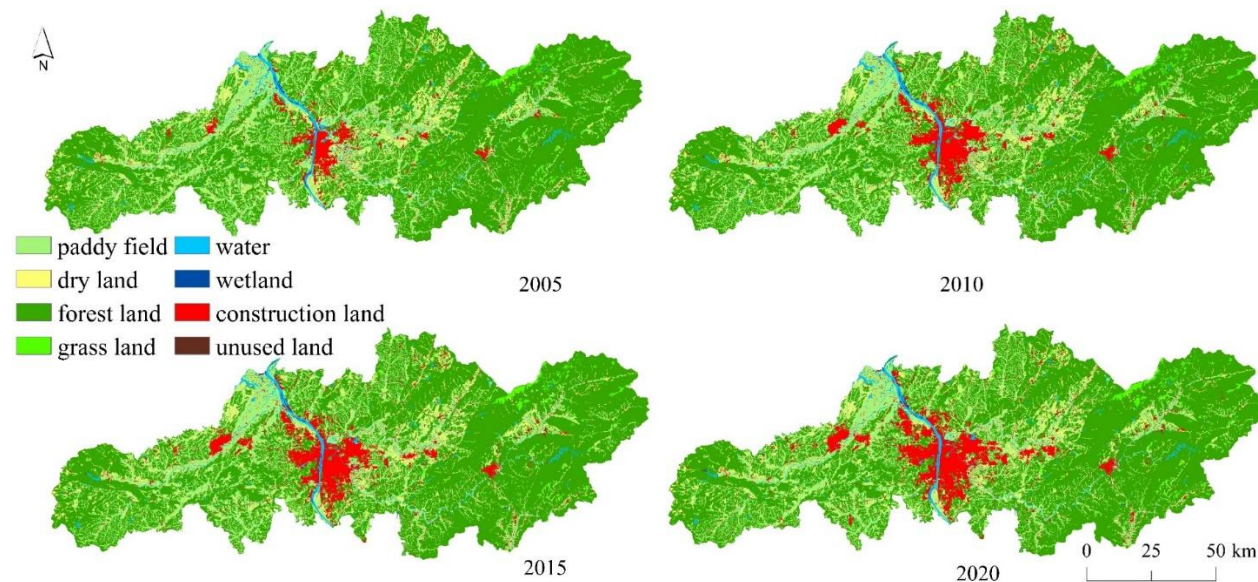 N
paddy field water
dry land wetland
forest land construction land
grass land unused land
2005
2010
2015
2020
0 25 50 km